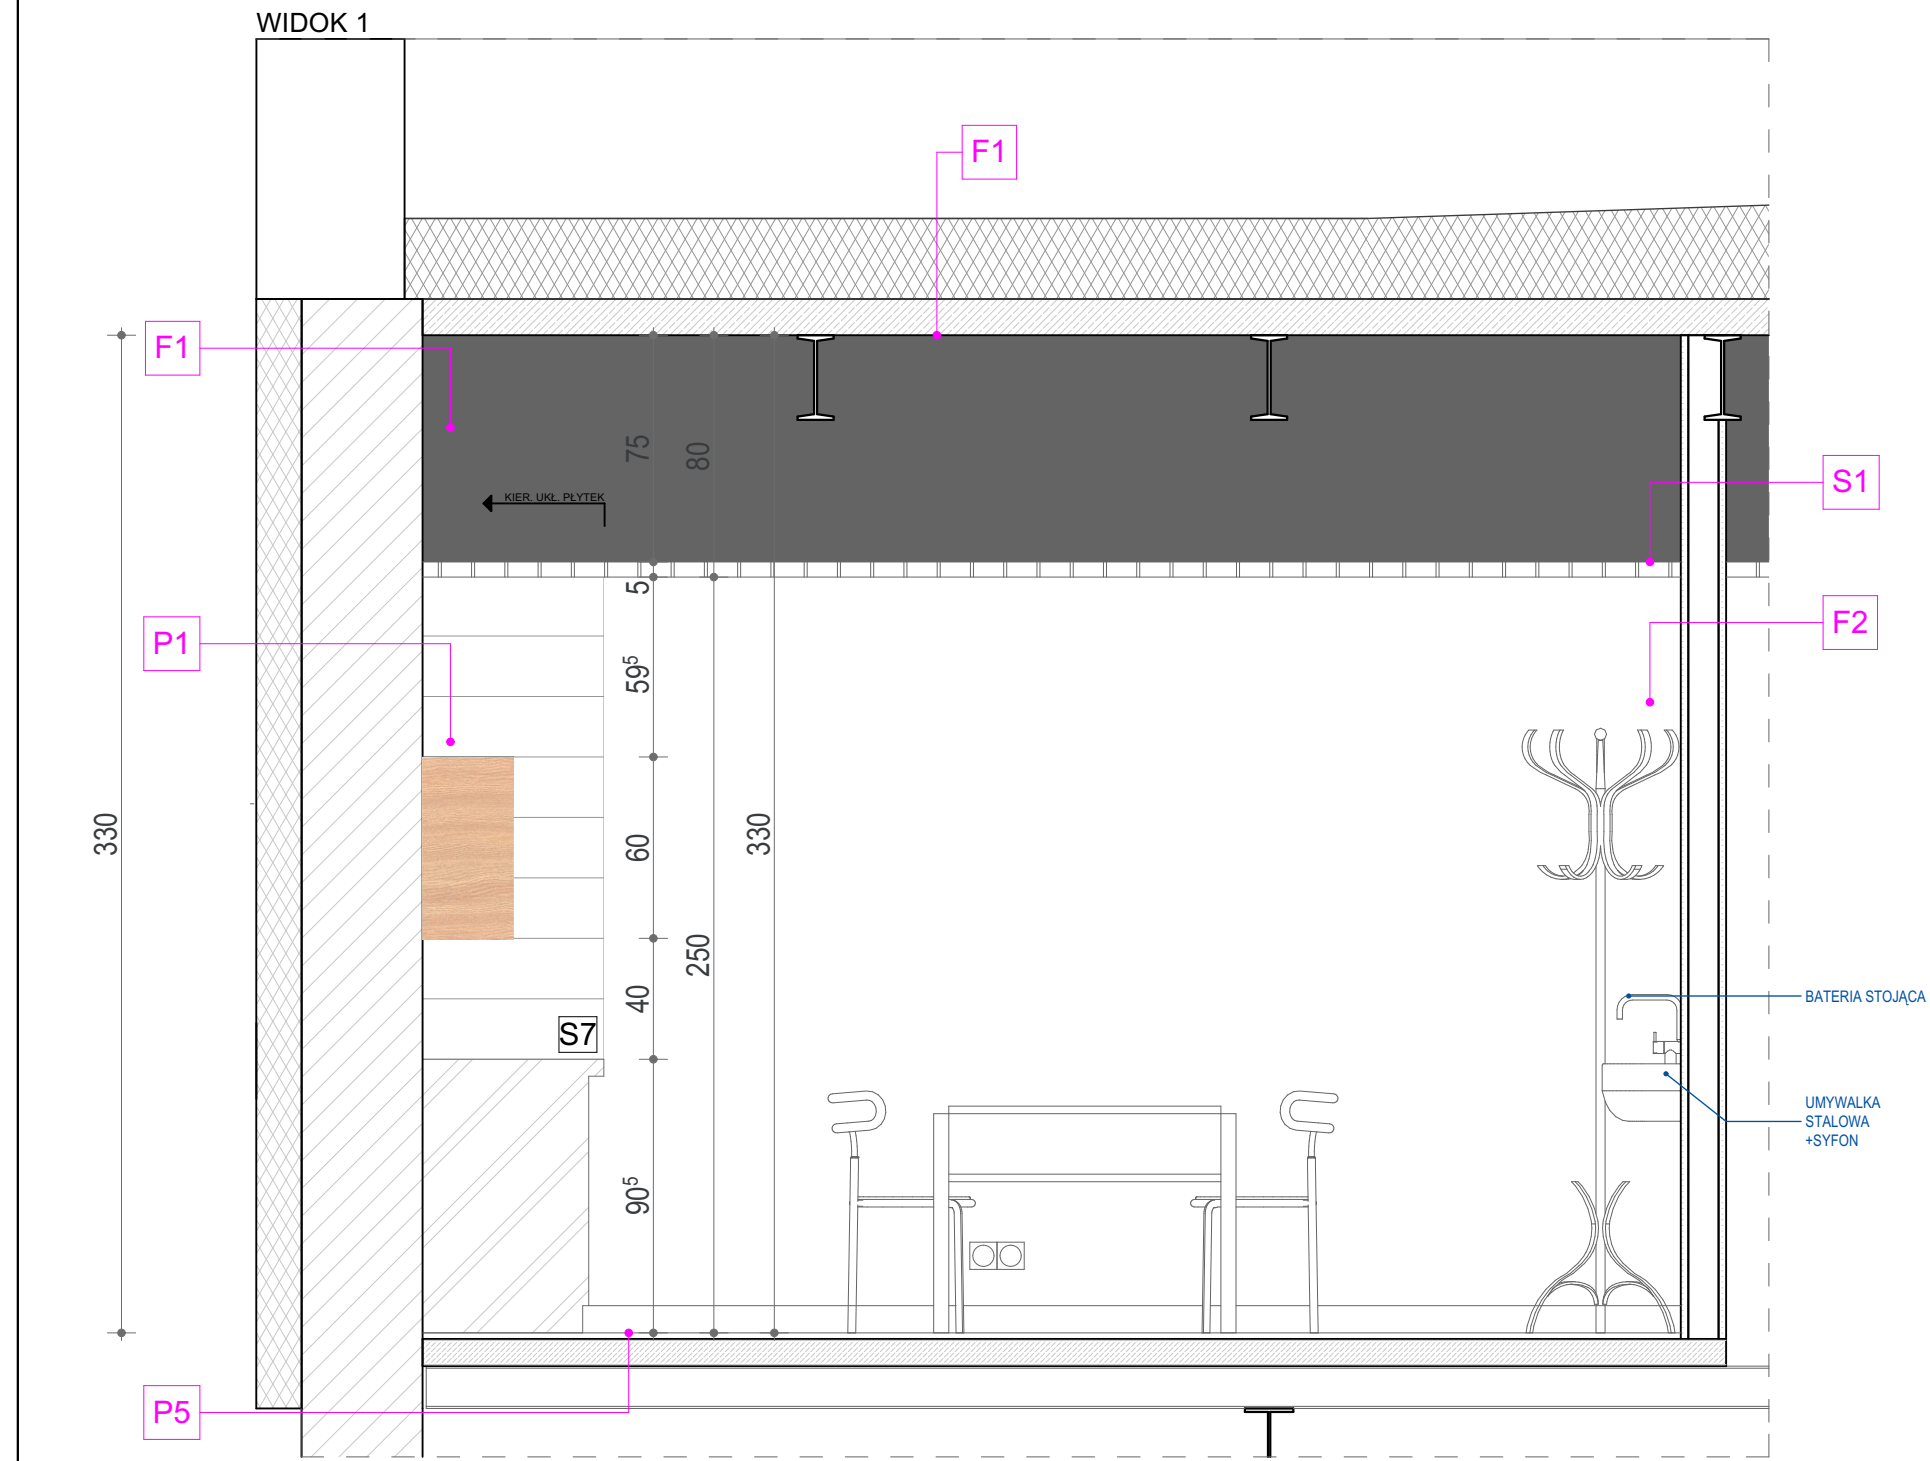 WIDOK 1
F1
F1
75
80
KIER. UKŁ. PŁYTEK
S1
5
F2
P1
59⁵
330
60
330
250
40
BATERIA STOJĄCA
S7
UMYWALKA
STALOWA
+SYFON
90⁵
P5